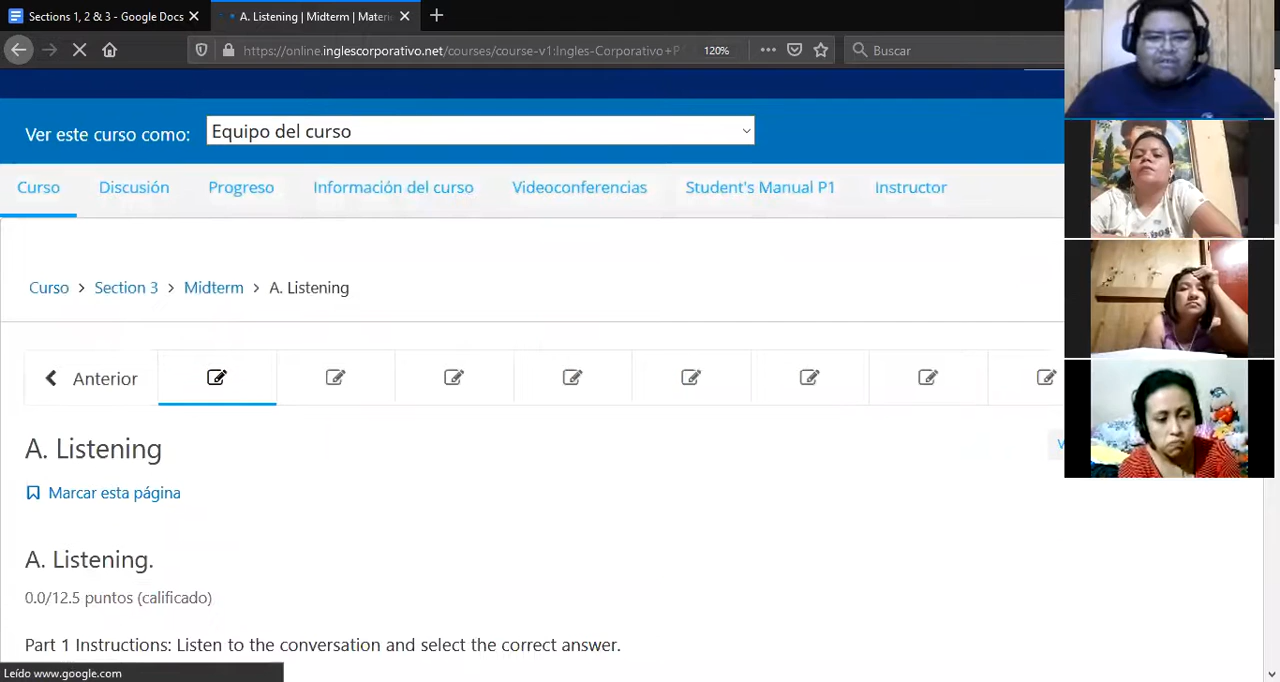 Sections 1, 2 & 3 - Google Docs
A. Listening | Midterm | Materi
https://online.inglescorporativo.net/courses/course-v1:Ingles-Corporativo+P
120%
Buscar
Ver este curso como:
Equipo del curso
Curso
Discusión
Progreso
Información del curso
Videoconferencias
Student's Manual P1
Instructor
Curso > Section 3 > Midterm > A. Listening
Anterior
A. Listening
Marcar esta página
A. Listening.
0.0/12.5 puntos (calificado)
Part 1 Instructions: Listen to the conversation and select the correct answer.
Leído www.google.com